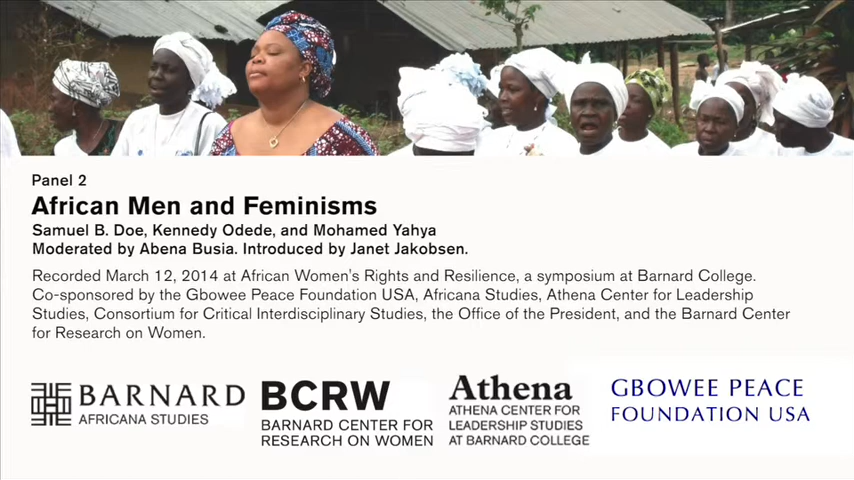 Panel 2
African Men and Feminisms
Samuel B. Doe, Kennedy Odede, and Mohamed Yahya
Moderated by Abena Busia. Introduced by Janet Jakobsen.
Recorded March 12, 2014 at African Women's Rights and Resilience, a symposium at Barnard College.
Co-sponsored by the Gbowee Peace Foundation USA, Africana Studies, Athena Center for Leadership
Studies, Consortium for Critical Interdisciplinary Studies, the Office of the President, and the Barnard Center
for Research on Women.
BARNARD
AFRICANA STUDIES
BCRW
BARNARD CENTER FOR
RESEARCH ON WOMEN
Athena
ATHENA CENTER FOR
LEADERSHIP STUDIES
AT BARNARD COLLEGE
GBOWEE PEACE
FOUNDATION USA